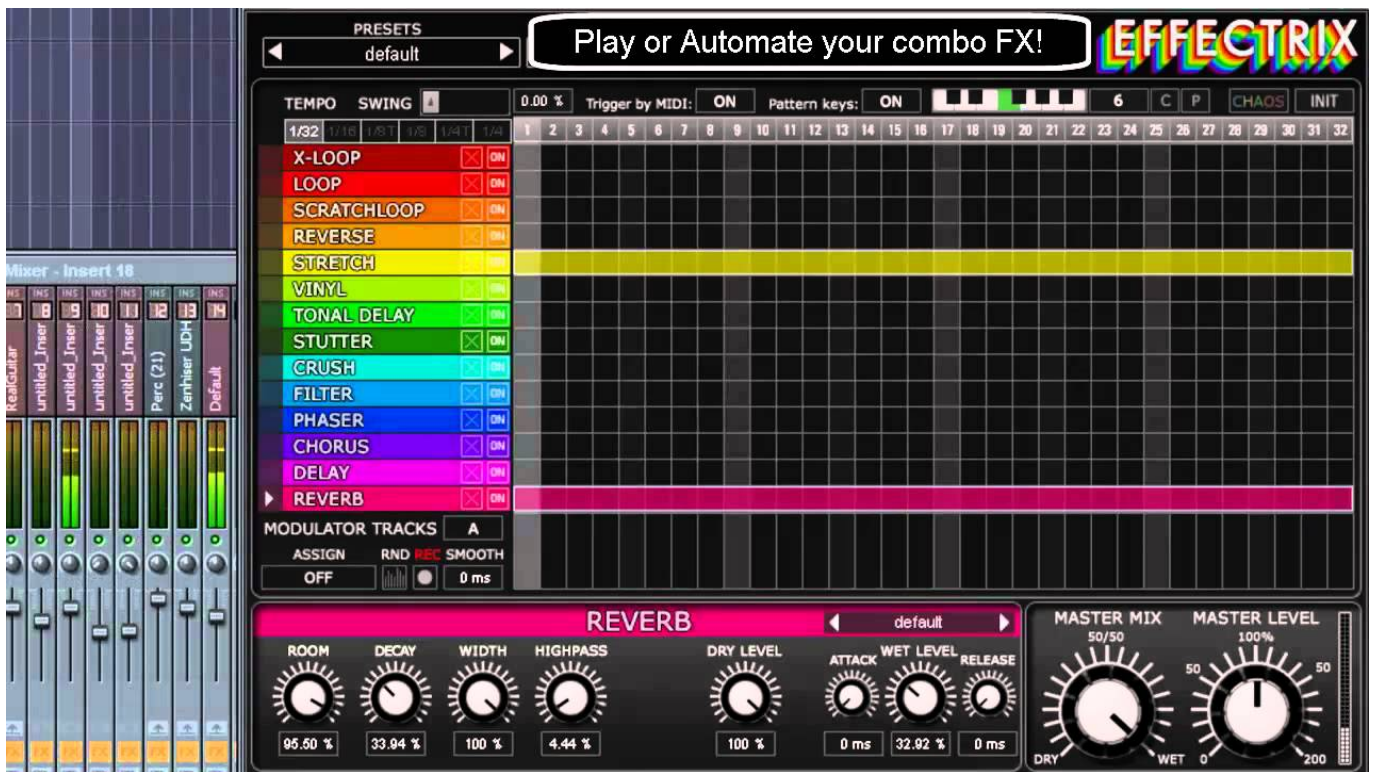 PRESETS
default
Play or Automate your combo FX!
EFFECTRIX
TEMPO SWING 0.00 % Trigger by MIDI: ON Pattern keys: ON 6 C P CHAOS INIT
1/32 1/16 1/8T 1/8 1/4T 1/4 1 2 3 4 5 6 7 8 9 10 11 12 13 14 15 16 17 18 19 20 21 22 23 24 25 26 27 28 29 30 31 32
X-LOOP ON
LOOP ON
SCRATCHLOOP ON
REVERSE ON
STRETCH ON
VINYL ON
TONAL DELAY ON
STUTTER ON
CRUSH ON
FILTER ON
PHASER ON
CHORUS ON
DELAY ON
REVERB ON
MODULATOR TRACKS A
ASSIGN RND REC SMOOTH
OFF 0 ms
Mixer - Insert 18
INS INS INS INS INS INS INS
8 9 10 11 12 13 14
RealGuitar
untitled_Inser
untitled_Inser
untitled_Inser
untitled_Inser
Perc (21)
Zenhiser UDH
Default
FX FX FX FX FX FX FX
REVERB default
ROOM DECAY WIDTH HIGHPASS DRY LEVEL ATTACK WET LEVEL RELEASE
95.50 % 33.94 % 100 % 4.44 % 100 % 0 ms 32.92 % 0 ms
MASTER MIX MASTER LEVEL
50/50 100%
50 50
DRY WET 0 200